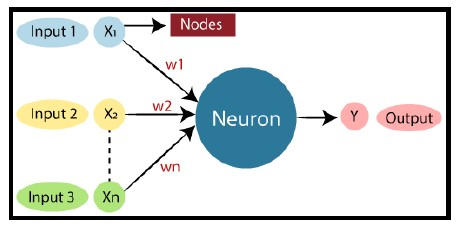 Input 1 X₁ Nodes
w1
Input 2 X₂ w2 Neuron Y Output
wn
Input 3 Xn